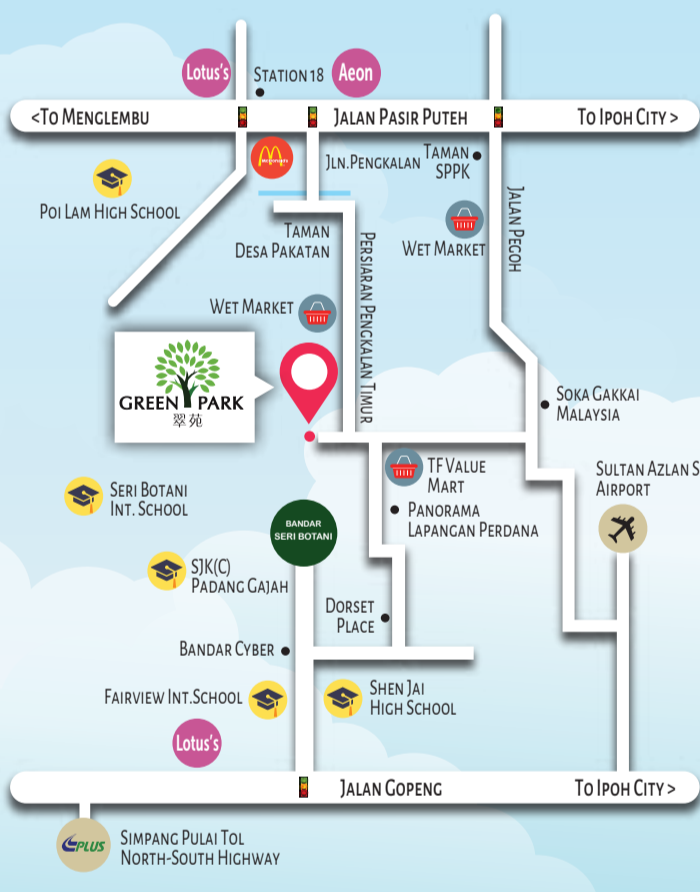 Lotus's
STATION 18
Aeon
<TO MENGLEMBU
JALAN PASIR PUTEH
TO IPOH CITY >
JLN.PENGKALAN
TAMAN
SPPK
POI LAM HIGH SCHOOL
JALAN PEGOH
WET MARKET
TAMAN
DESA PAKATAN
PERSIARAN PENGKALAN TIMUR
WET MARKET
GREEN PARK
翠苑
SOKA GAKKAI
MALAYSIA
TF VALUE
MART
SULTAN AZLAN S
AIRPORT
SERI BOTANI
INT. SCHOOL
PANORAMA
LAPANGAN PERDANA
BANDAR
SERI BOTANI
SJK(C)
PADANG GAJAH
DORSET
PLACE
BANDAR CYBER
FAIRVIEW INT.SCHOOL
SHEN JAI
HIGH SCHOOL
Lotus's
JALAN GOPENG
TO IPOH CITY >
PLUS
SIMPANG PULAI TOL
NORTH-SOUTH HIGHWAY